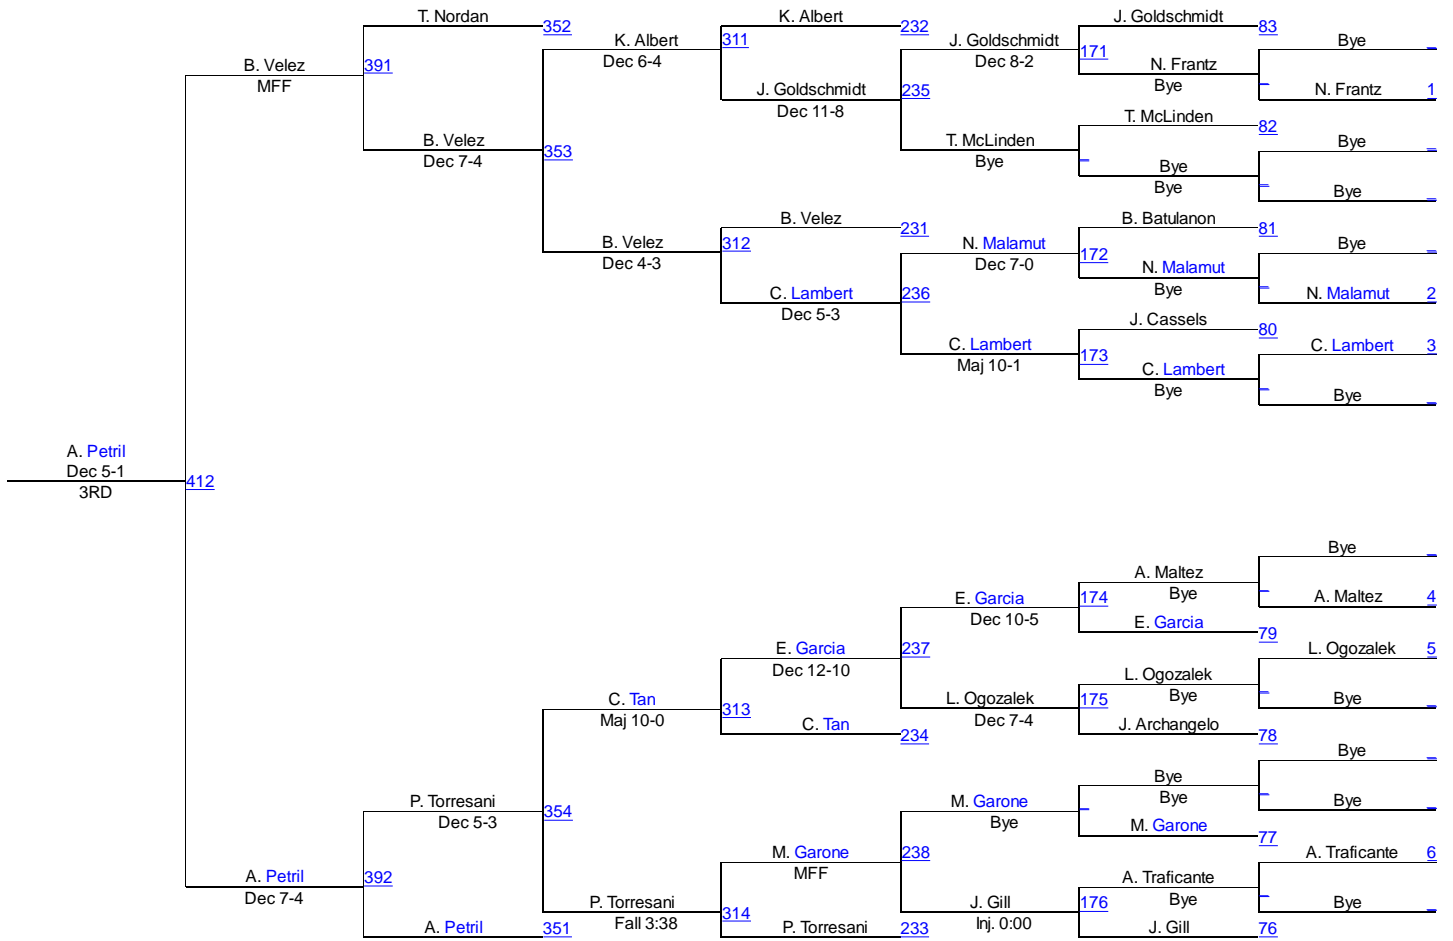 T. Nordan 352 K. Albert 232 J. Goldschmidt 83
K. Albert 311 J. Goldschmidt Bye _
Dec 6-4 Dec 8-2 171
B. Velez 391 N. Frantz _
MFF J. Goldschmidt 235 Bye N. Frantz 1
Dec 11-8
T. McLinden 82
B. Velez 353 T. McLinden _ Bye _
Dec 7-4 Bye Bye _
Bye Bye _
B. Velez 231 B. Batulanon 81
B. Velez 312 N. Malamut Bye _
Dec 4-3 Dec 7-0 172
N. Malamut _
C. Lambert 236 Bye N. Malamut 2
Dec 5-3
J. Cassels 80
C. Lambert 173 C. Lambert 3
Maj 10-1 C. Lambert _
Bye Bye _
A. Petril
Dec 5-1
412
3RD
Bye _
A. Maltez _
E. Garcia 174 Bye A. Maltez 4
Dec 10-5
E. Garcia 79
E. Garcia 237 L. Ogozalek 5
Dec 12-10
L. Ogozalek _
C. Tan 313 L. Ogozalek 175 Bye Bye _
Maj 10-0 Dec 7-4
C. Tan 234 J. Archangelo 78
Bye _
Bye _
P. Torresani 354 M. Garone _ Bye Bye _
Dec 5-3 Bye
M. Garone 77
M. Garone 238 A. Traficante 6
MFF
A. Petril 392 A. Traficante _
Dec 7-4 Bye
P. Torresani 314 J. Gill 176 Bye _
Fall 3:38 Inj. 0:00
A. Petril 351 P. Torresani 233 J. Gill 76